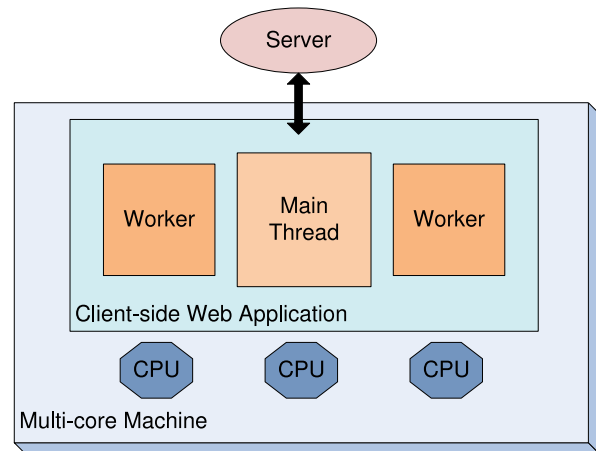 Server
Worker
Main
Thread
Worker
Client-side Web Application
CPU
CPU
CPU
Multi-core Machine